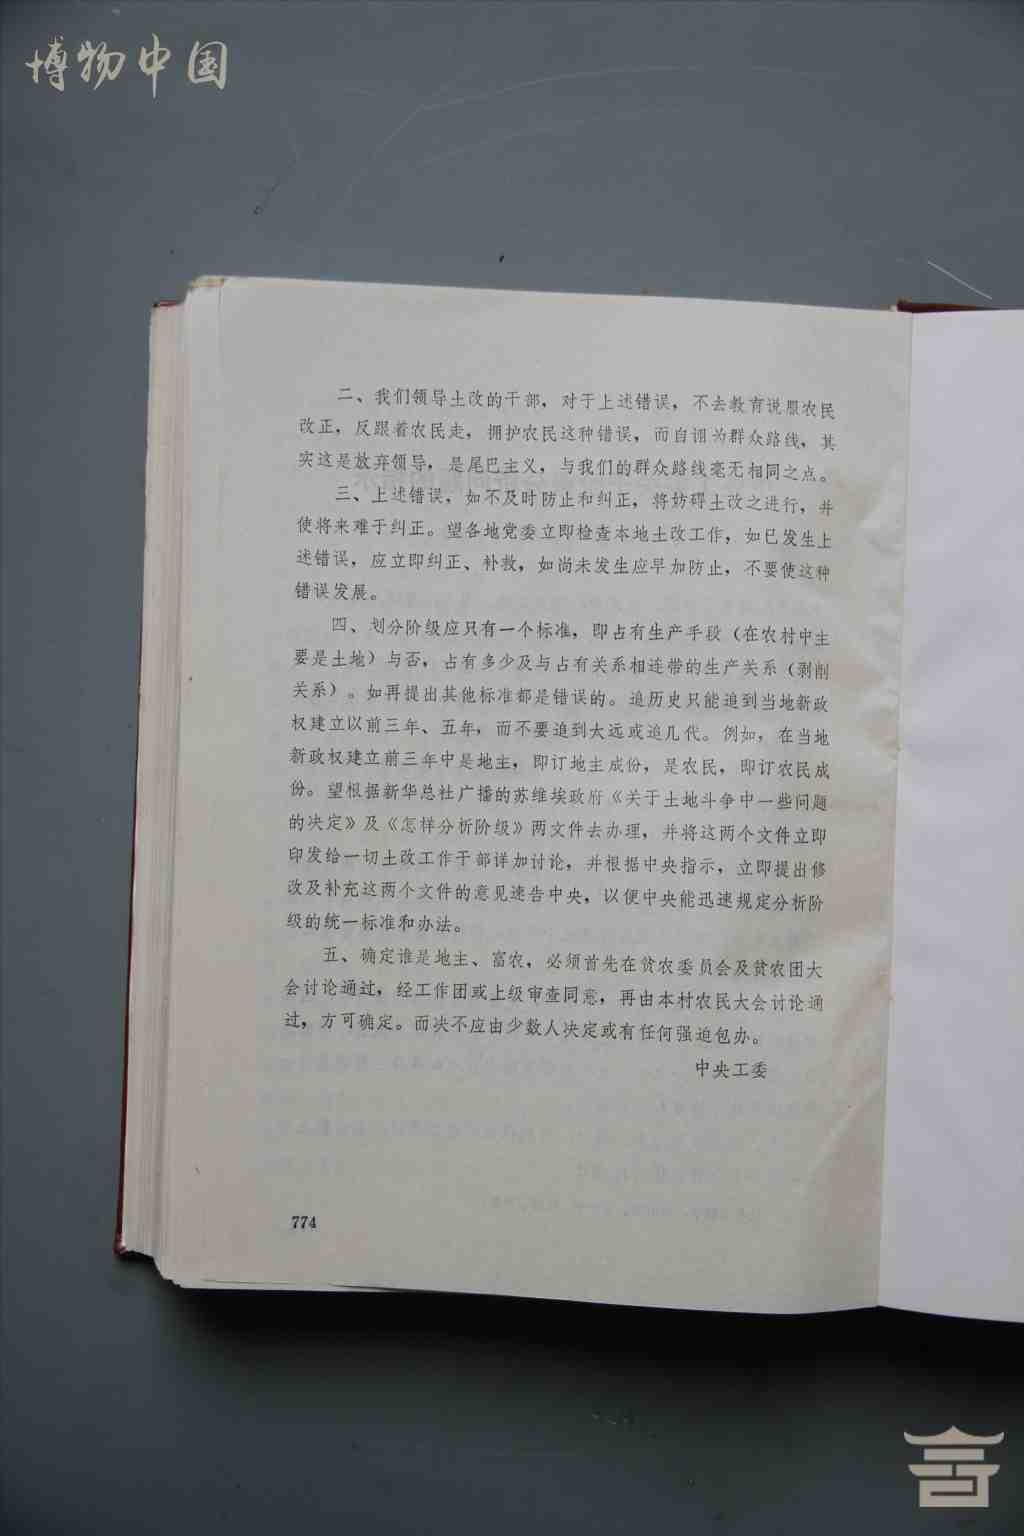 博物中国
二、我们领导土改的干部，对于上述错误，不去教育说服农民
改正，反跟着农民走，拥护农民这种错误，而自诩为群众路线，其
实这是放弃领导，是尾巴主义，与我们的群众路线毫无相同之点。
三、上述错误，如不及时防止和纠正，将妨碍土改之进行，并
使将来难于纠正。望各地党委立即检查本地土改工作，如已发生上
述错误，应立即纠正、补救，如尚未发生应早加防止，不要使这种
错误发展。
四、划分阶级应只有一个标准，即占有生产手段（在农村中主
要是土地）与否，占有多少及与占有关系相连带的生产关系（剥削
关系）。如再提出其他标准都是错误的。追历史只能追到当地新政
权建立以前三年、五年，而不要追到太远或追几代。例如，在当地
新政权建立前三年中是地主，即订地主成份，是农民，即订农民成
份。望根据新华总社广播的苏维埃政府《关于土地斗争中一些问题
的决定》及《怎样分析阶级》两文件去办理，并将这两个文件立即
印发给一切土改工作干部详加讨论，并根据中央指示，立即提出修
改及补充这两个文件的意见速告中央，以便中央能迅速规定分析阶
级的统一标准和办法。
五、确定谁是地主、富农，必须首先在贫农委员会及贫农团大
会讨论通过，经工作团或上级审查同意，再由本村农民大会讨论通
过，方可确定。而决不应由少数人决定或有任何强迫包办。
中央工委
774